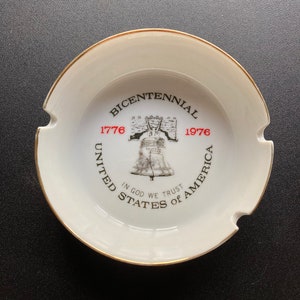 BICENTENNIAL
1776 1976
IN GOD WE TRUST
UNITED STATES of AMERICA